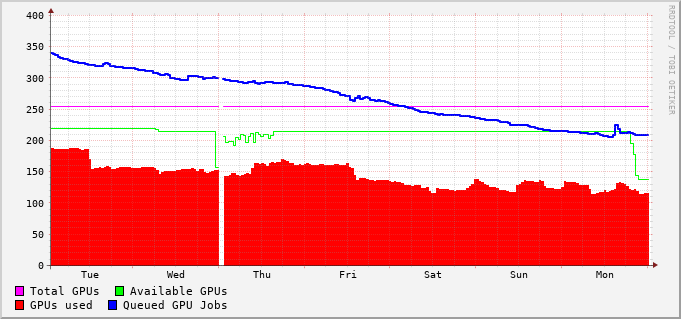 400
350
300
250
200
150
100
50
0
Tue Wed Thu Fri Sat Sun Mon
Total GPUs Available GPUs
GPUs used Queued GPU Jobs
RRDTOOL / TOBI OETIKER